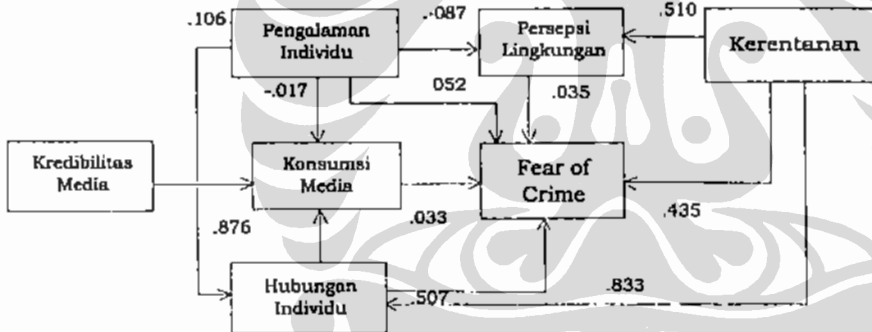 .106
Pengalaman
Individu
-.087
Persepsi
Lingkungan
.510
Kerentanan
-.017
.052
.035
Kredibilitas
Media
Konsumsi
Media
Fear of
Crime
.876
.033
.435
Hubungan
Individu
.507
.833